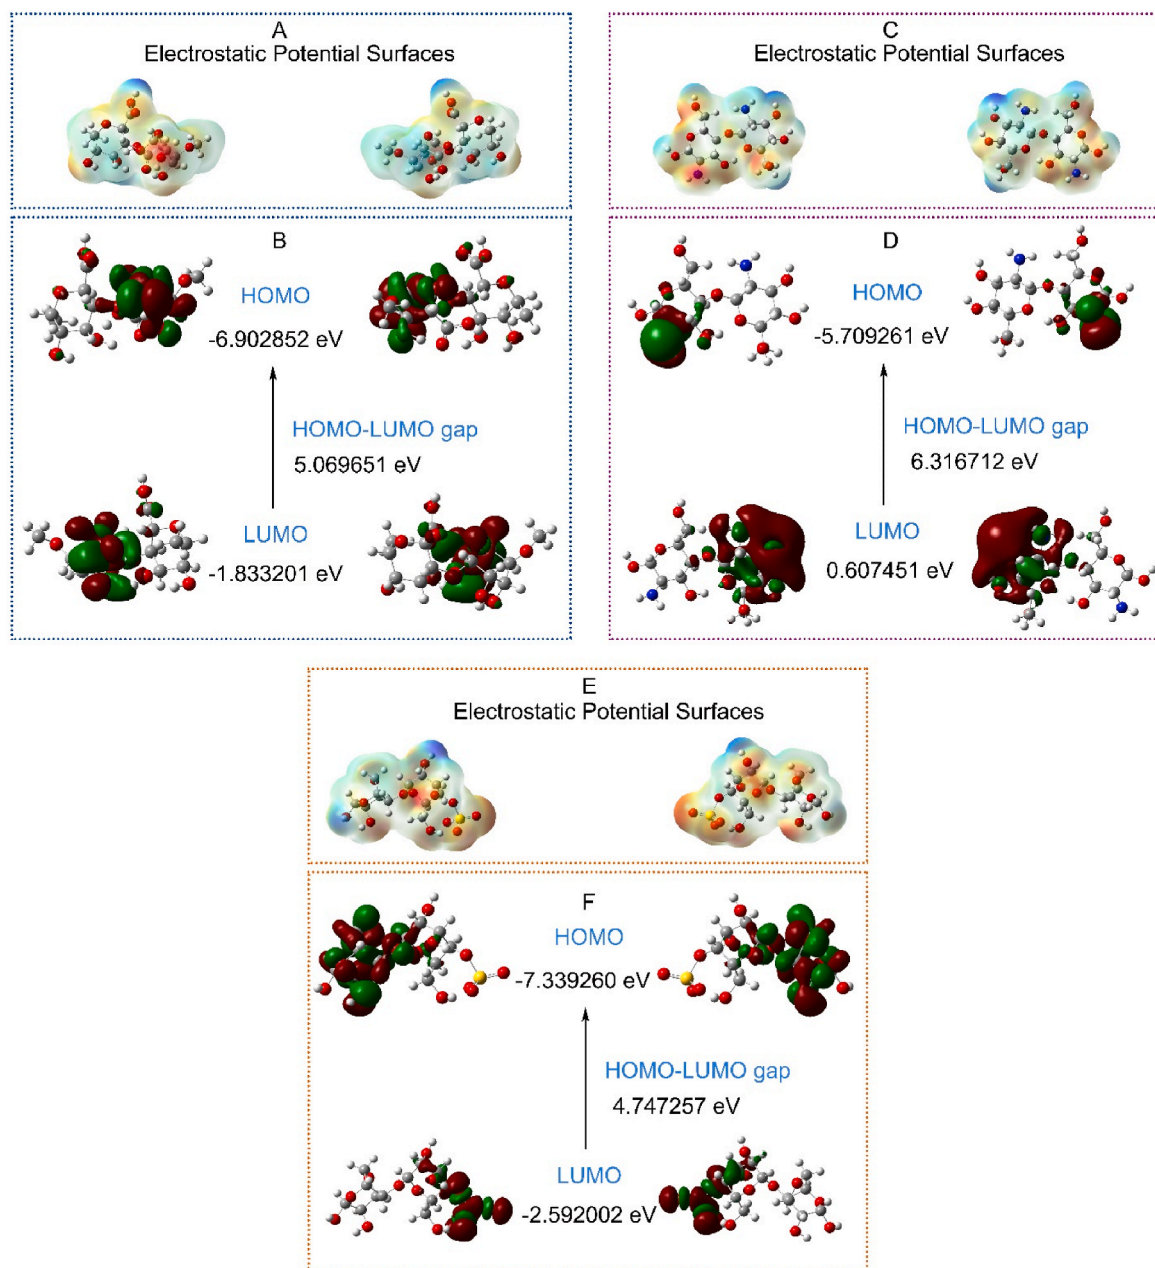 A
Electrostatic Potential Surfaces
B
HOMO
-6.902852 eV
HOMO-LUMO gap
5.069651 eV
LUMO
-1.833201 eV
C
Electrostatic Potential Surfaces
D
HOMO
-5.709261 eV
HOMO-LUMO gap
6.316712 eV
LUMO
0.607451 eV
E
Electrostatic Potential Surfaces
F
HOMO
-7.339260 eV
HOMO-LUMO gap
4.747257 eV
LUMO
-2.592002 eV